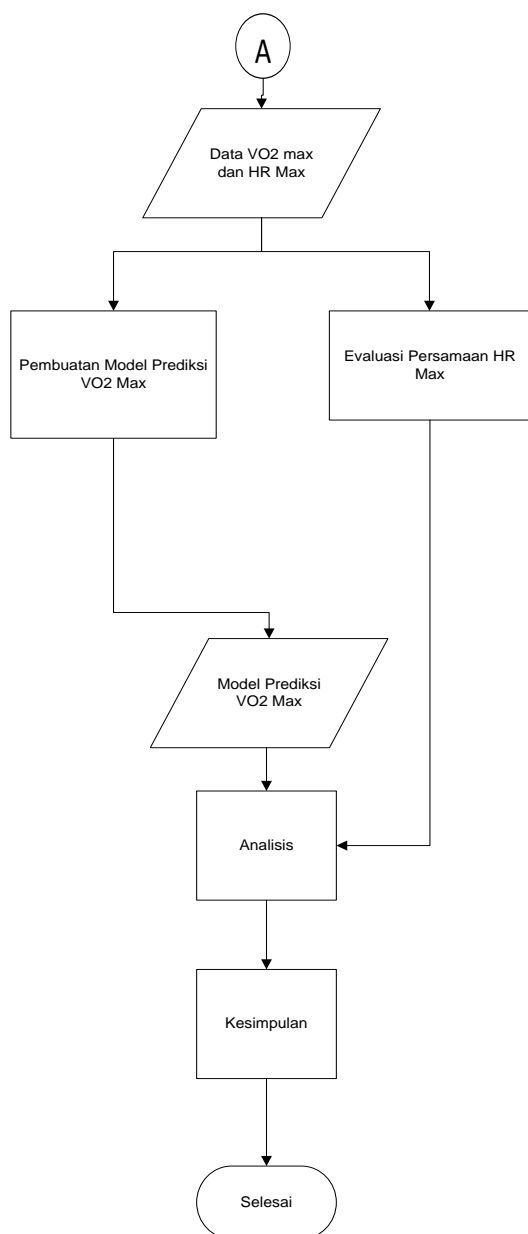 A
Data VO2 max
dan HR Max
Pembuatan Model Prediksi
VO2 Max
Evaluasi Persamaan HR
Max
Model Prediksi
VO2 Max
Analisis
Kesimpulan
Selesai